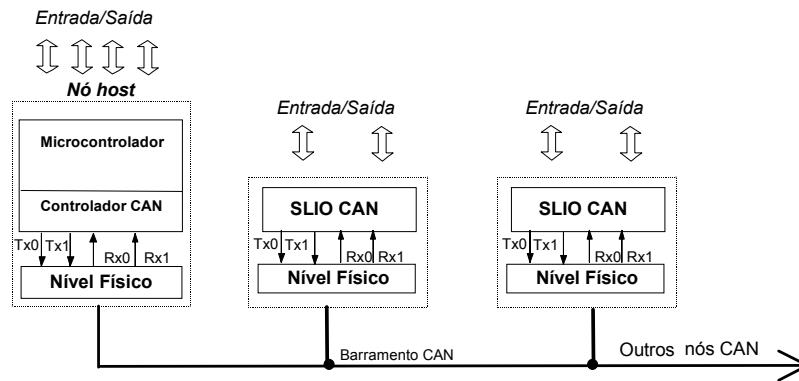 Entrada/Saída
Nó host
Microcontrolador
Controlador CAN
Tx0 Tx1 Rx0 Rx1
Nível Físico
Entrada/Saída
SLIO CAN
Tx0 Tx1 Rx0 Rx1
Nível Físico
Entrada/Saída
SLIO CAN
Tx0 Tx1 Rx0 Rx1
Nível Físico
Barramento CAN
Outros nós CAN